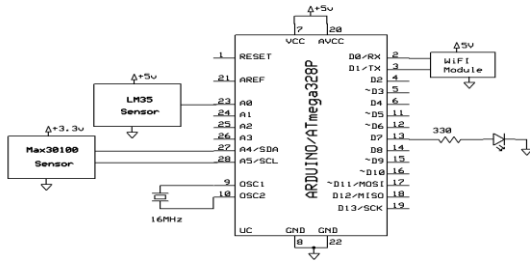 +5v
7 20
VCC AVCC
1 RESET
21 AREF
23 A0
24 A1
25 A2
26 A3
27 A4/SDA
28 A5/SCL
9 OSC1
10 OSC2
UC GND GND
8 22
ARDUINO/ATmega328P
D0/RX 2
D1/TX 3
D2 4
~D3 5
D4 6
~D5 11
~D6 12
D7 13
D8 14
~D9 15
~D10 16
~D11/MOSI 17
D12/MISO 18
D13/SCK 19
+5v
LM35
Sensor
+3.3v
Max30100
Sensor
16MHz
5V
WiFI
Module
330